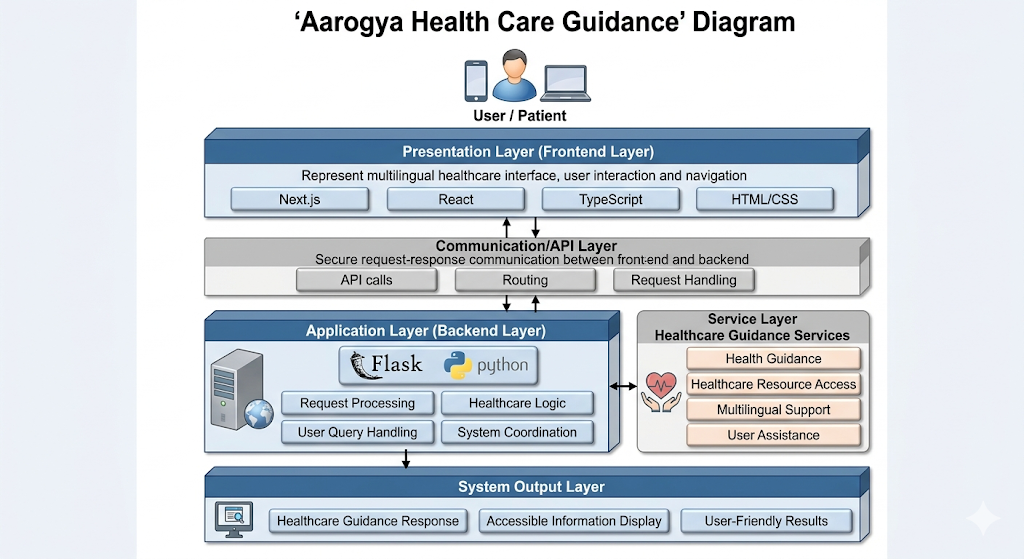 ‘Aarogya Health Care Guidance’ Diagram
User / Patient
Presentation Layer (Frontend Layer)
Represent multilingual healthcare interface, user interaction and navigation
Next.js
React
TypeScript
HTML/CSS
Communication/API Layer
Secure request-response communication between front-end and backend
API calls
Routing
Request Handling
Application Layer (Backend Layer)
Flask
python
Request Processing
Healthcare Logic
User Query Handling
System Coordination
Service Layer
Healthcare Guidance Services
Health Guidance
Healthcare Resource Access
Multilingual Support
User Assistance
System Output Layer
Healthcare Guidance Response
Accessible Information Display
User-Friendly Results